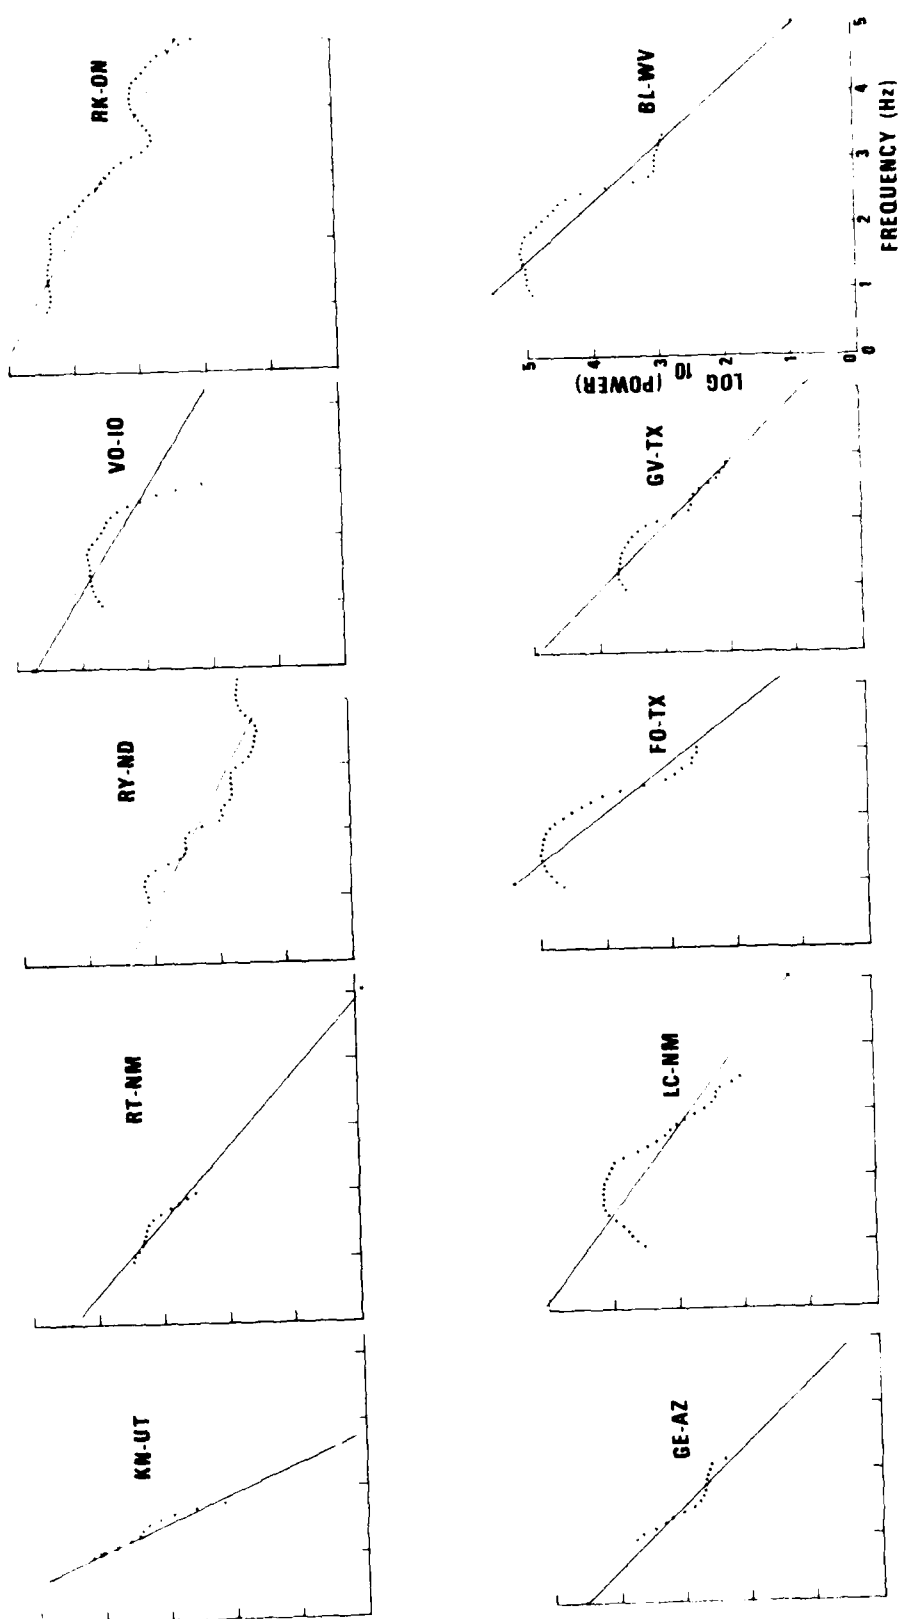 KN-UT
RT-NM
RY-ND
VO-IO
RK-ON
GE-AZ
LC-NM
FO-TX
GV-TX
BL-WV
LOG 10 (POWER)
5
4
3
2
1
0
0
1
2
3
4
5
FREQUENCY (Hz)